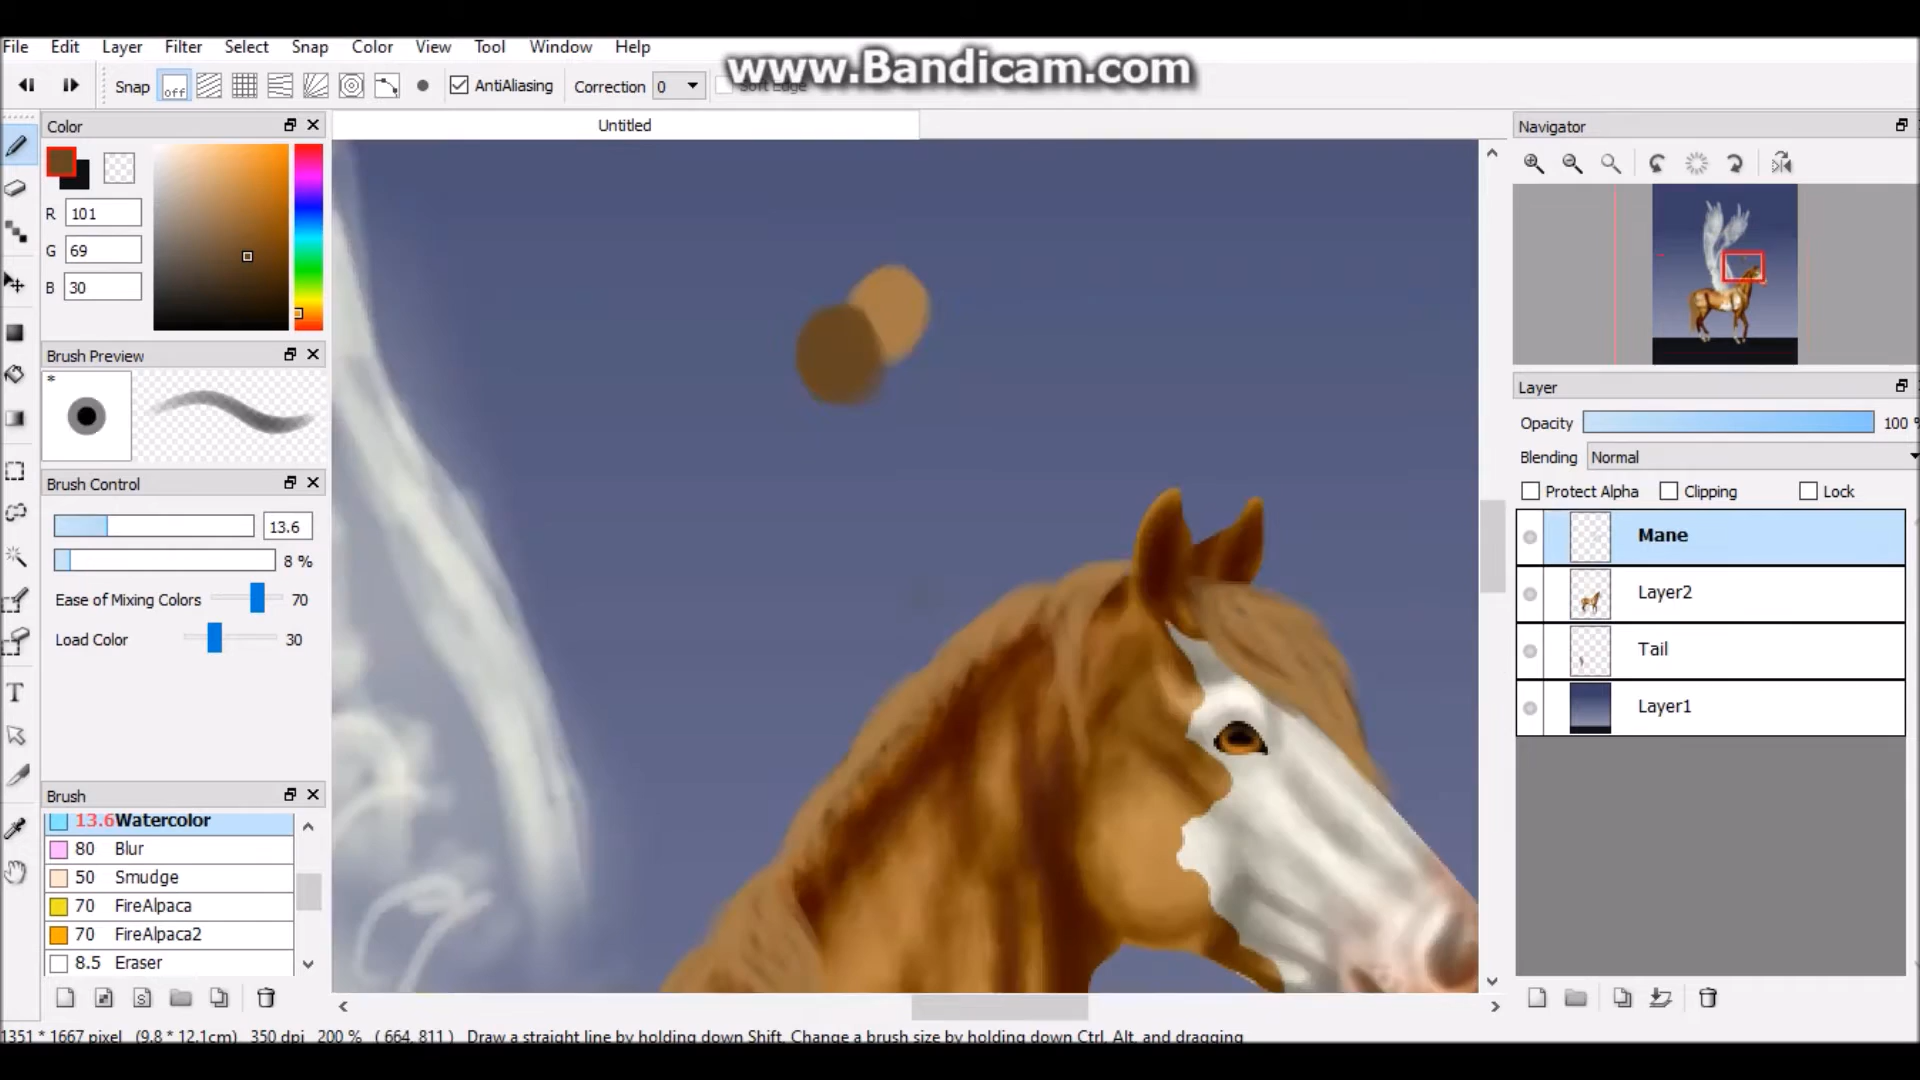 File Edit Layer Filter Select Snap Color View Tool Window Help
www.Bandicam.com
Snap off AntiAliasing Correction 0 Soft Edge
Color
Untitled
Navigator
R 101
G 69
B 30
Brush Preview
*
Layer
Opacity 100 %
Blending Normal
Protect Alpha Clipping Lock
Brush Control
13.6
8 %
Ease of Mixing Colors 70
Load Color 30
Mane
Layer2
Tail
Layer1
Brush
13.6 Watercolor
80 Blur
50 Smudge
70 FireAlpaca
70 FireAlpaca2
8.5 Eraser
1351 * 1667 pixel (9.8 * 12.1cm) 350 dpi 200 % ( 664, 811 ) Draw a straight line by holding down Shift, Change a brush size by holding down Ctrl, Alt, and dragging